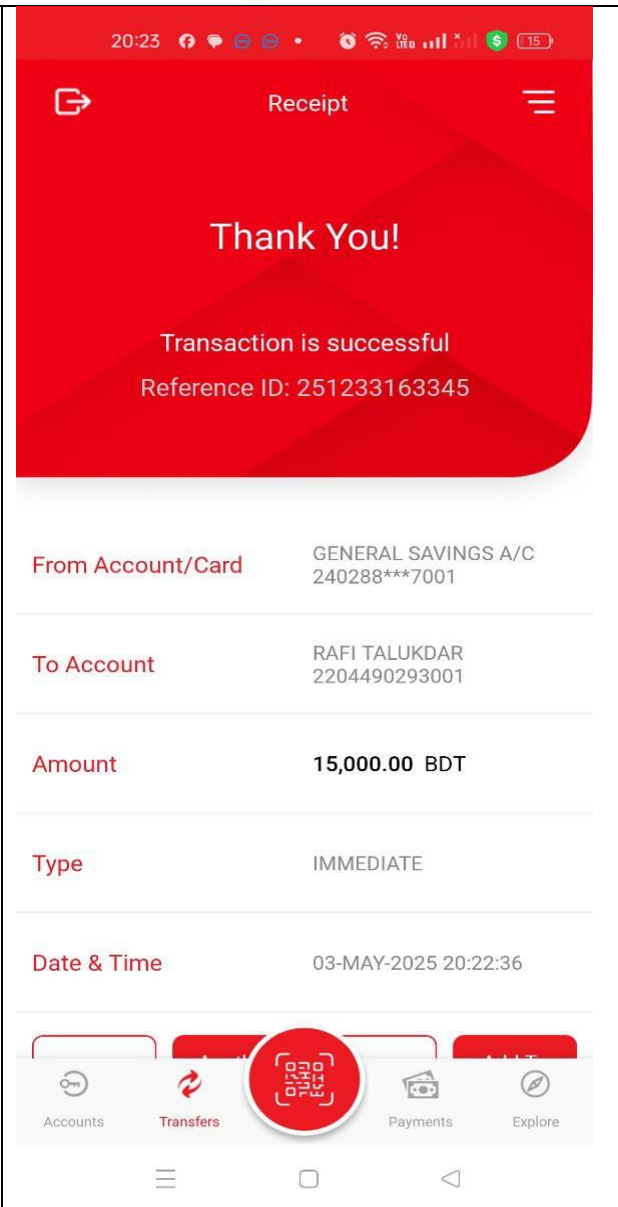 20:23
15
Receipt
Thank You!
Transaction is successful
Reference ID: 251233163345
From Account/Card
GENERAL SAVINGS A/C
240288***7001
To Account
RAFI TALUKDAR
2204490293001
Amount
15,000.00 BDT
Type
IMMEDIATE
Date & Time
03-MAY-2025 20:22:36
Accounts
Transfers
Payments
Explore